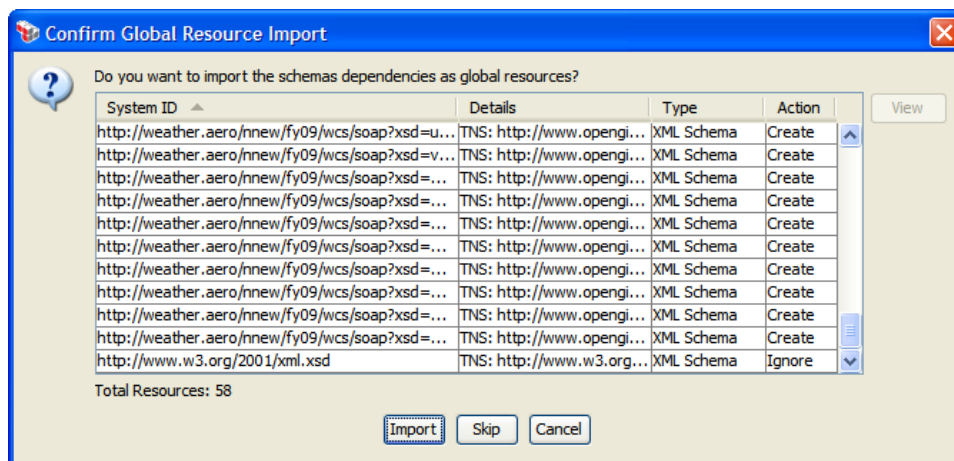 Confirm Global Resource Import
Do you want to import the schemas dependencies as global resources?
System ID Details Type Action View
http://weather.aero/nnew/fy09/wcs/soap?xsd=u... TNS: http://www.opengi... XML Schema Create
http://weather.aero/nnew/fy09/wcs/soap?xsd=v... TNS: http://www.opengi... XML Schema Create
http://weather.aero/nnew/fy09/wcs/soap?xsd=... TNS: http://www.opengi... XML Schema Create
http://weather.aero/nnew/fy09/wcs/soap?xsd=... TNS: http://www.opengi... XML Schema Create
http://weather.aero/nnew/fy09/wcs/soap?xsd=... TNS: http://www.opengi... XML Schema Create
http://weather.aero/nnew/fy09/wcs/soap?xsd=... TNS: http://www.opengi... XML Schema Create
http://weather.aero/nnew/fy09/wcs/soap?xsd=... TNS: http://www.opengi... XML Schema Create
http://weather.aero/nnew/fy09/wcs/soap?xsd=... TNS: http://www.opengi... XML Schema Create
http://weather.aero/nnew/fy09/wcs/soap?xsd=... TNS: http://www.opengi... XML Schema Create
http://weather.aero/nnew/fy09/wcs/soap?xsd=... TNS: http://www.opengi... XML Schema Create
http://www.w3.org/2001/xml.xsd TNS: http://www.w3.org... XML Schema Ignore
Total Resources: 58
Import Skip Cancel